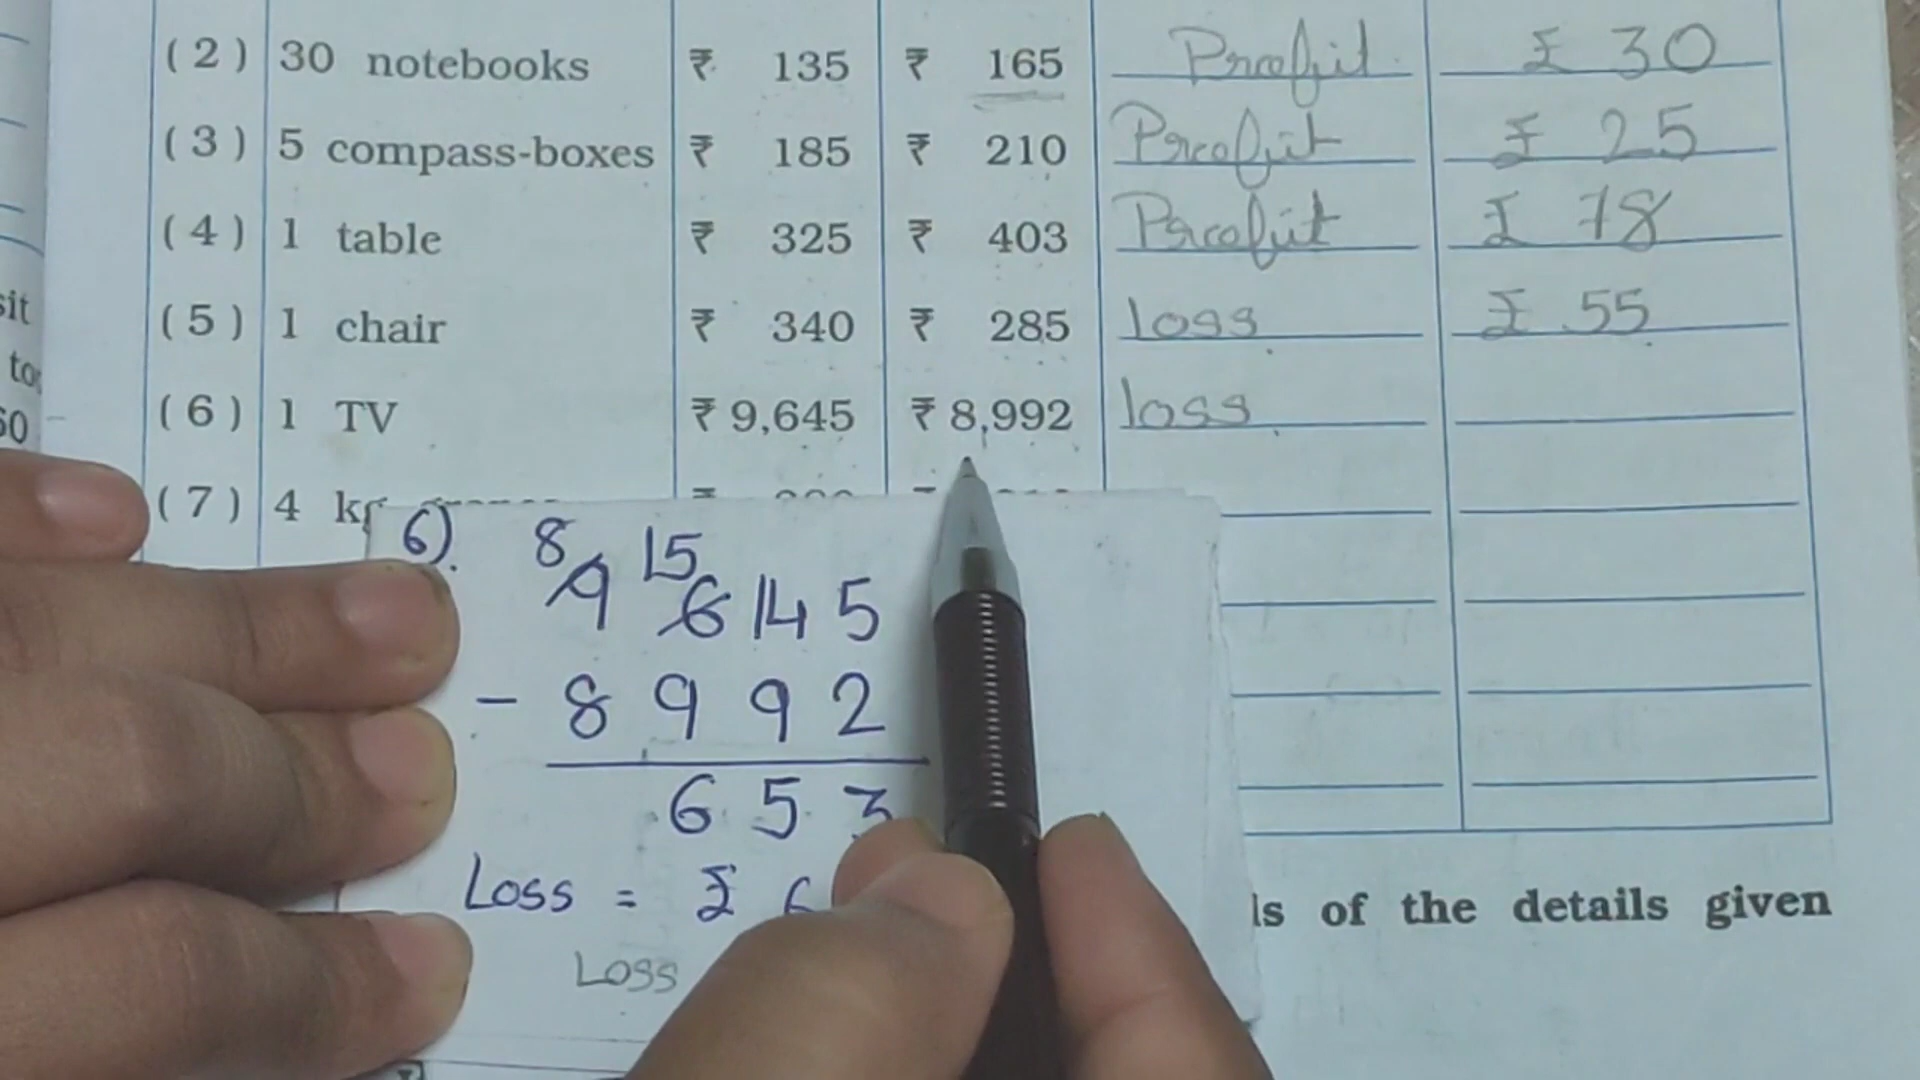 (2) 30 notebooks ₹ 135 ₹ 165 Profit ₹ 30
(3) 5 compass-boxes ₹ 185 ₹ 210 Profit ₹ 25
(4) 1 table ₹ 325 ₹ 403 Profit ₹ 78
(5) 1 chair ₹ 340 ₹ 285 loss ₹ 55
(6) 1 TV ₹ 9,645 ₹ 8,992 loss
(7) 4
6).
8 15
9 6 14 5
- 8 9 9 2
6 5 3
Loss = ₹ 6
Loss
of the details given